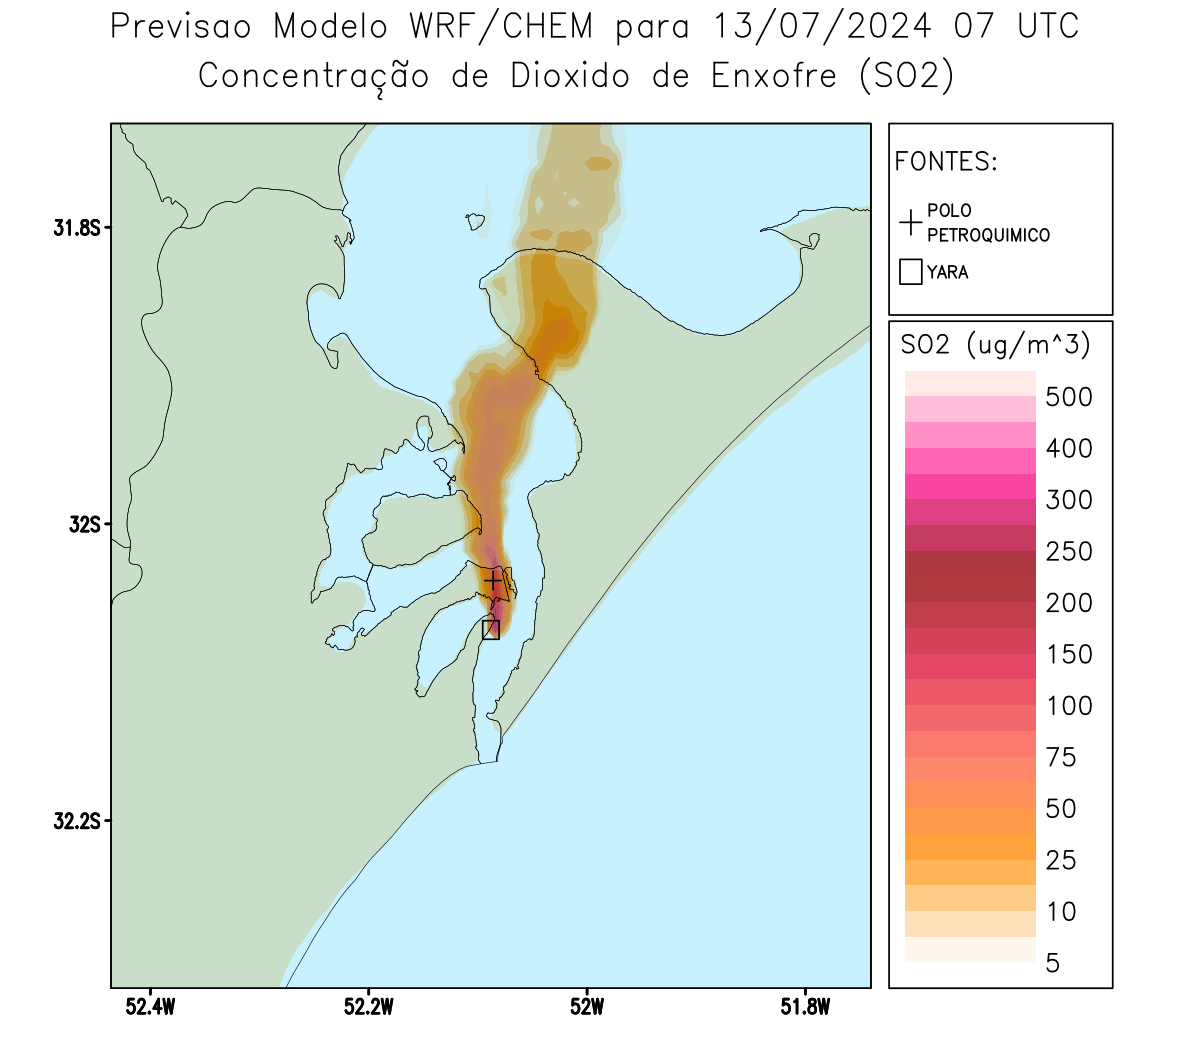 Previsao Modelo WRF/CHEM para 13/07/2024 07 UTC
Concentração de Dioxido de Enxofre (SO2)
FONTES:
POLO
PETROQUIMICO
YARA
SO2 (ug/m^3)
500
400
300
250
200
150
100
75
50
25
10
5
31.8S
32S
32.2S
52.4W
52.2W
52W
51.8W